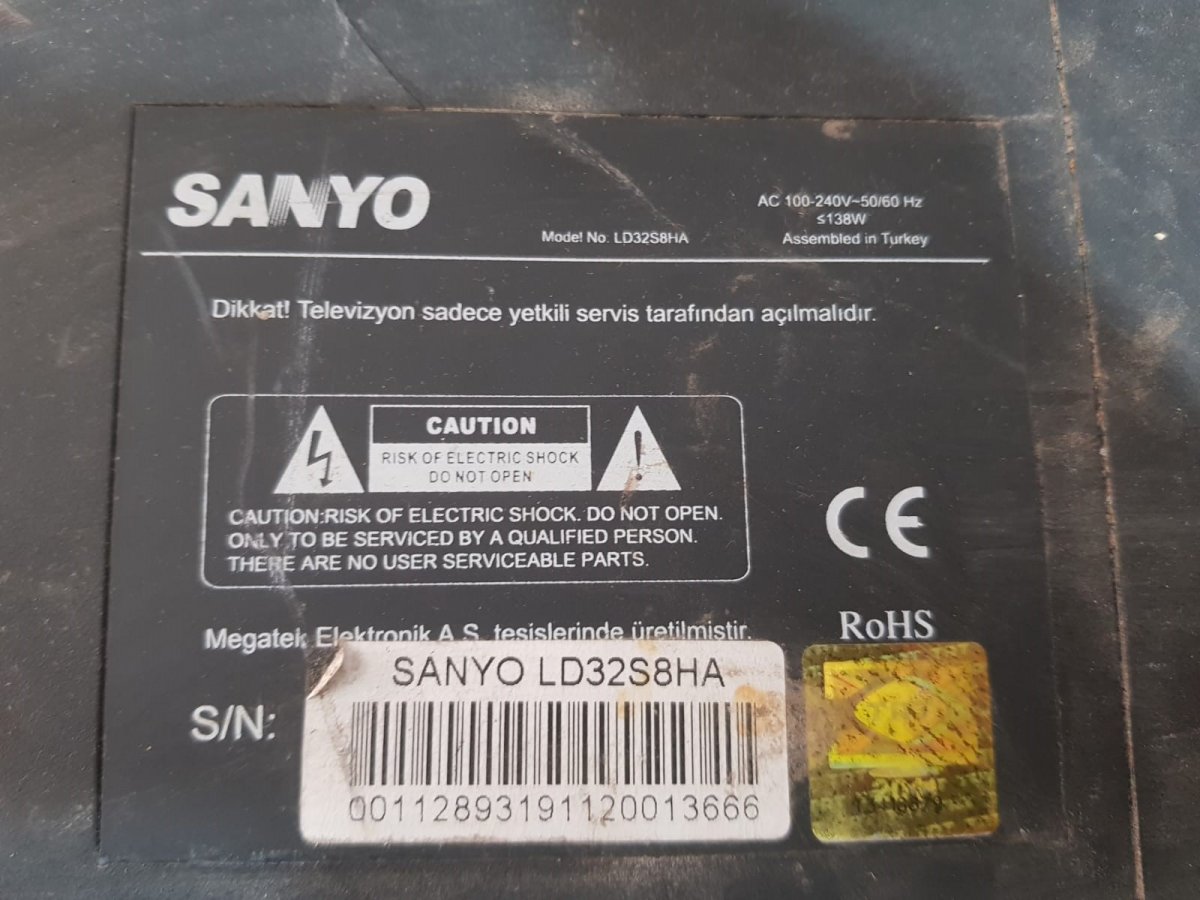 SANYO
Model No. LD32S8HA
AC 100-240V~50/60 Hz
≤138W
Assembled in Turkey
Dikkat! Televizyon sadece yetkili servis tarafından açılmalıdır.
CAUTION
RISK OF ELECTRIC SHOCK
DO NOT OPEN
CAUTION:RISK OF ELECTRIC SHOCK. DO NOT OPEN.
ONLY TO BE SERVICED BY A QUALIFIED PERSON.
THERE ARE NO USER SERVICEABLE PARTS.
CE
RoHS
Megatek Elektronik A.S. tesislerinde üretilmiştir.
SANYO LD32S8HA
S/N:
00112893191120013666